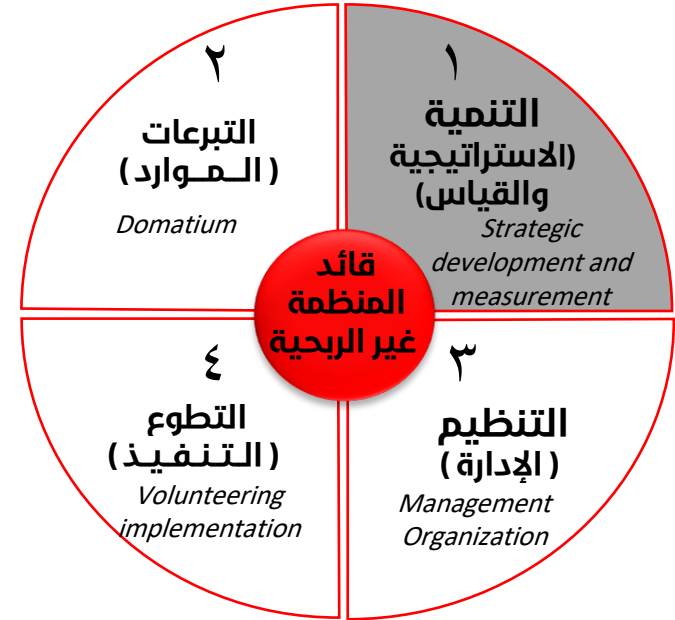 ١
التنمية
(الاستراتيجية
والقياس)
Strategic
development and
measurement
٢
التبرعات
(الـمـوارد)
Domatium
قائد
المنظمة
غير الربحية
٣
التنظيم
(الإدارة)
Management
Organization
٤
التطوع
(الـتـنـفـيـذ)
Volunteering
implementation